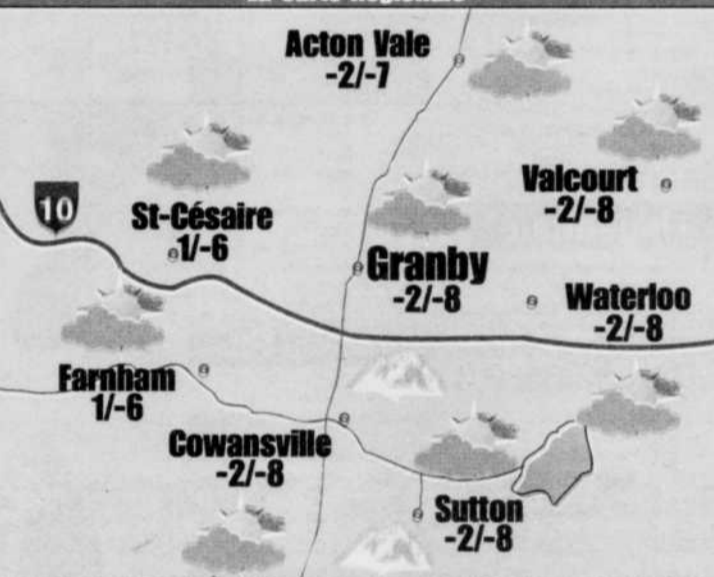 Acton Vale
-2/-7
Valcourt
-2/-8
10
St-Césaire
1/-6
Granby
-2/-8
Waterloo
-2/-8
Farnham
1/-6
Cowansville
-2/-8
Sutton
-2/-8